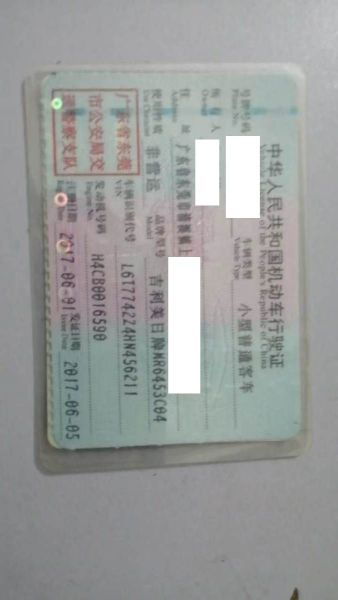 中华人民共和国机动车行驶证
Vehicle License of the People's Republic of China
号牌号码
Plate No.
车辆类型 小型普通客车
Vehicle Type
所有人
Owner
住址 广东省东莞市
Address
使用性质 非营运
Use Character
品牌型号 吉利美日牌MR6453C04
Model
广东省东莞
市公安局交
通警察支队
车辆识别代号 L6T7742Z4HN456211
VIN
发动机号码 H4CB0016590
Engine No.
注册日期 2017-06-01
Register Date
发证日期 2017-06-05
Issue Date